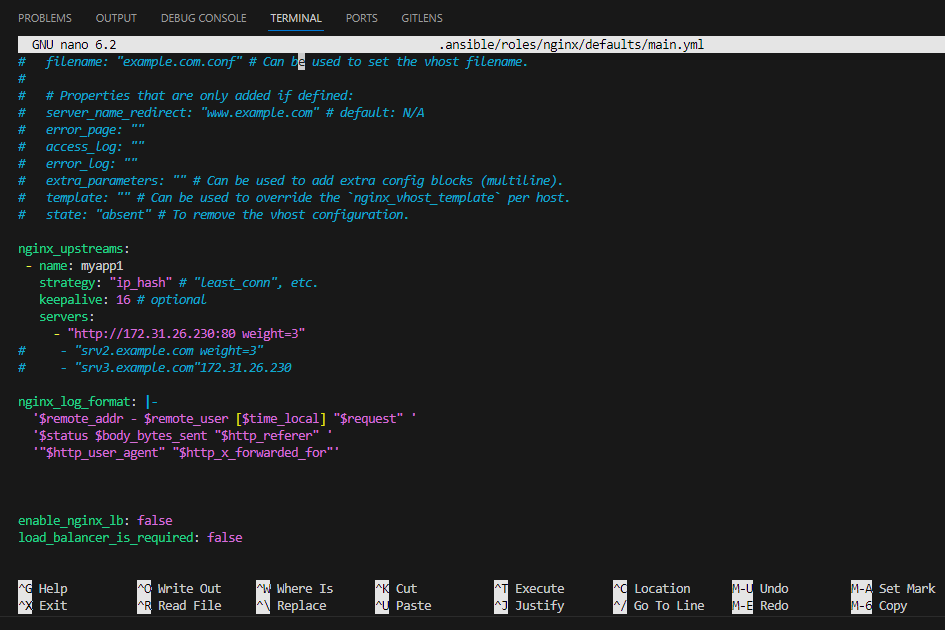 PROBLEMS OUTPUT DEBUG CONSOLE TERMINAL PORTS GITLENS
GNU nano 6.2 .ansible/roles/nginx/defaults/main.yml
#   filename: "example.com.conf" # Can be used to set the vhost filename.
#
#   # Properties that are only added if defined:
#   server_name_redirect: "www.example.com" # default: N/A
#   error_page: ""
#   access_log: ""
#   error_log: ""
#   extra_parameters: "" # Can be used to add extra config blocks (multiline).
#   template: "" # Can be used to override the `nginx_vhost_template` per host.
#   state: "absent" # To remove the vhost configuration.
nginx_upstreams:
 - name: myapp1
   strategy: "ip_hash" # "least_conn", etc.
   keepalive: 16 # optional
   servers:
     - "http://172.31.26.230:80 weight=3"
#     - "srv2.example.com weight=3"
#     - "srv3.example.com"172.31.26.230
nginx_log_format: |-
  '$remote_addr - $remote_user [$time_local] "$request" '
  '$status $body_bytes_sent "$http_referer" '
  '"$http_user_agent" "$http_x_forwarded_for"'
enable_nginx_lb: false
load_balancer_is_required: false
^G Help ^O Write Out ^W Where Is ^K Cut ^T Execute ^C Location M-U Undo M-A Set Mark
^X Exit ^R Read File ^\ Replace ^U Paste ^J Justify ^/ Go To Line M-E Redo M-6 Copy